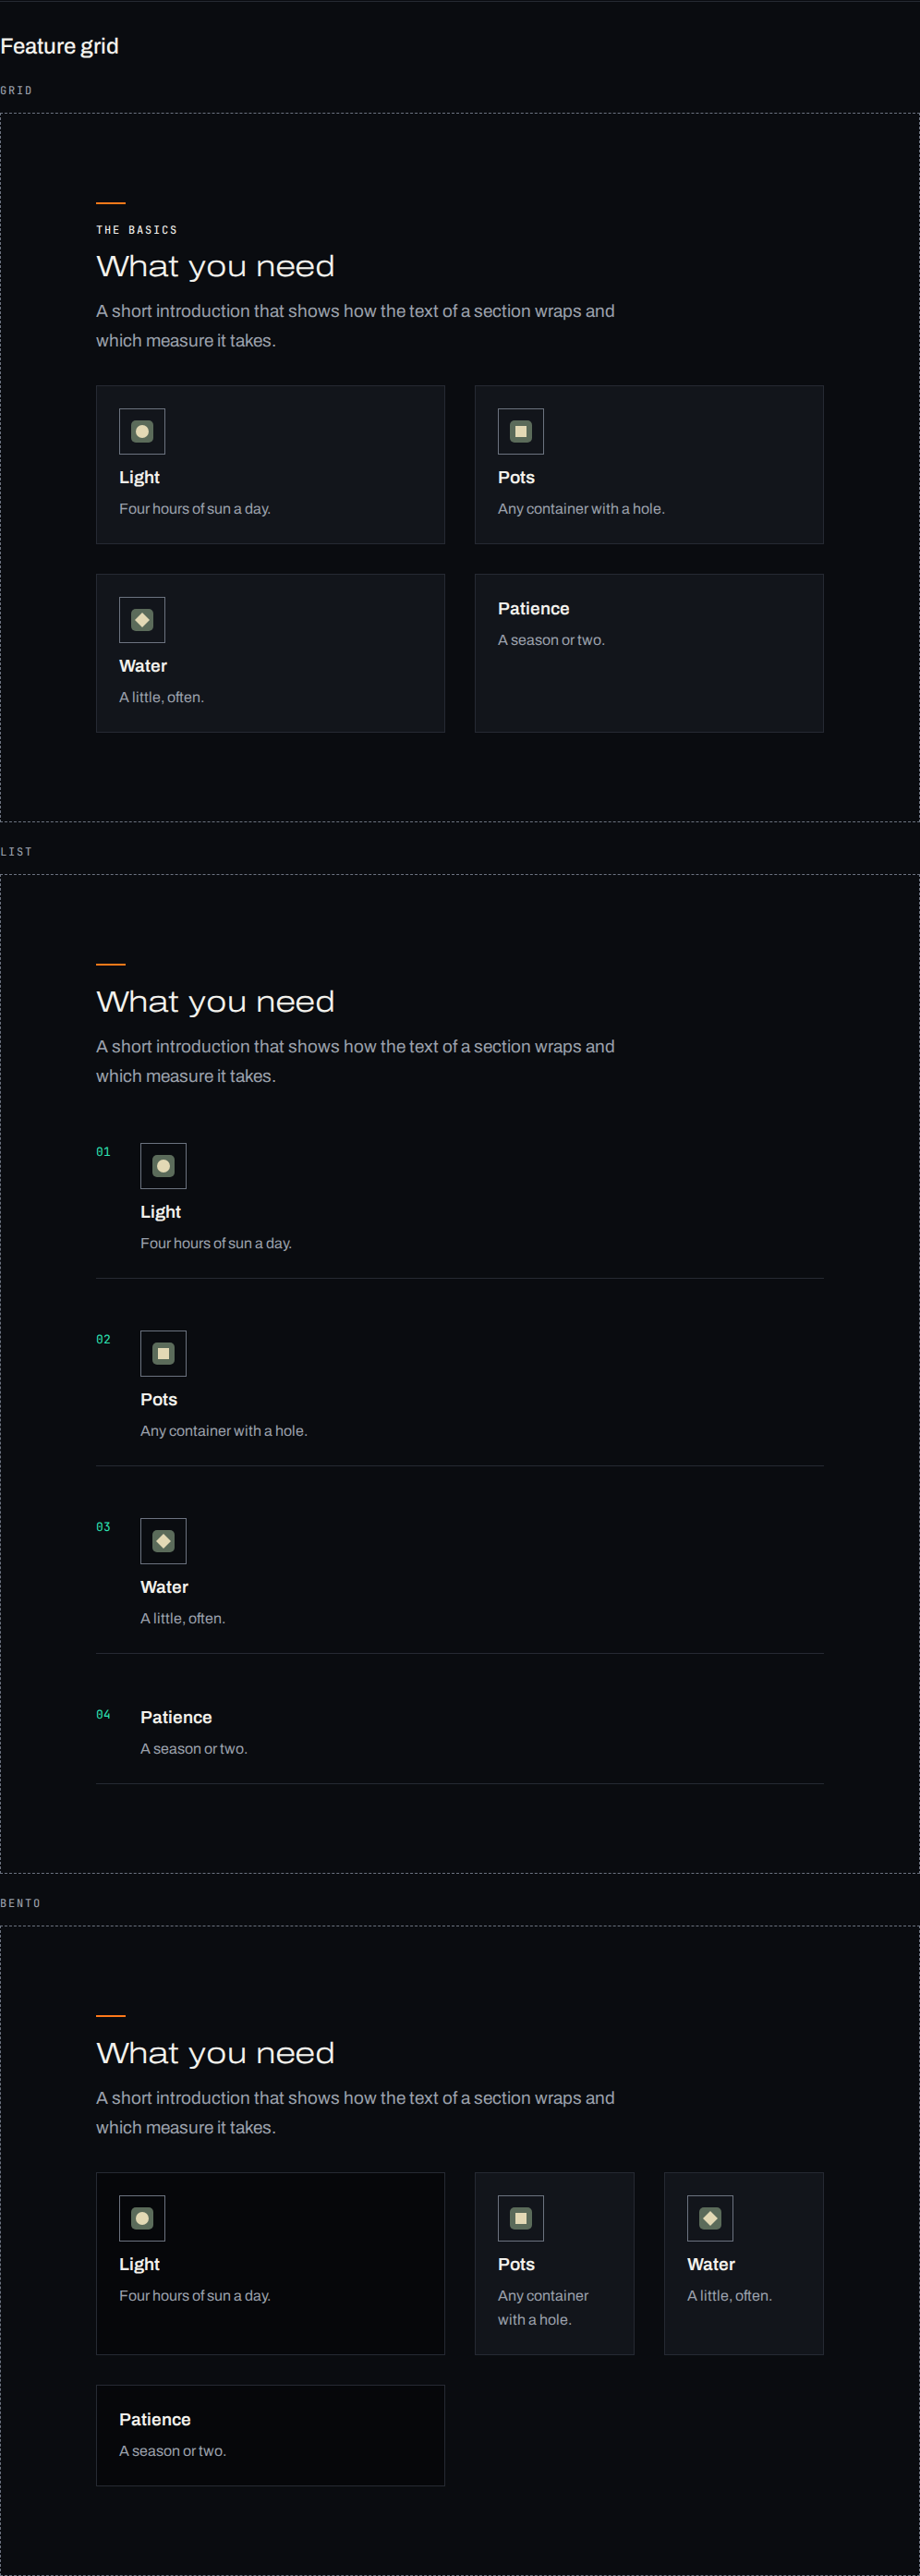 Feature grid
GRID
THE BASICS
What you need
A short introduction that shows how the text of a section wraps and
which measure it takes.
Light
Four hours of sun a day.
Pots
Any container with a hole.
Water
A little, often.
Patience
A season or two.
LIST
What you need
A short introduction that shows how the text of a section wraps and
which measure it takes.
01
Light
Four hours of sun a day.
02
Pots
Any container with a hole.
03
Water
A little, often.
04
Patience
A season or two.
BENTO
What you need
A short introduction that shows how the text of a section wraps and
which measure it takes.
Light
Four hours of sun a day.
Pots
Any container
with a hole.
Water
A little, often.
Patience
A season or two.